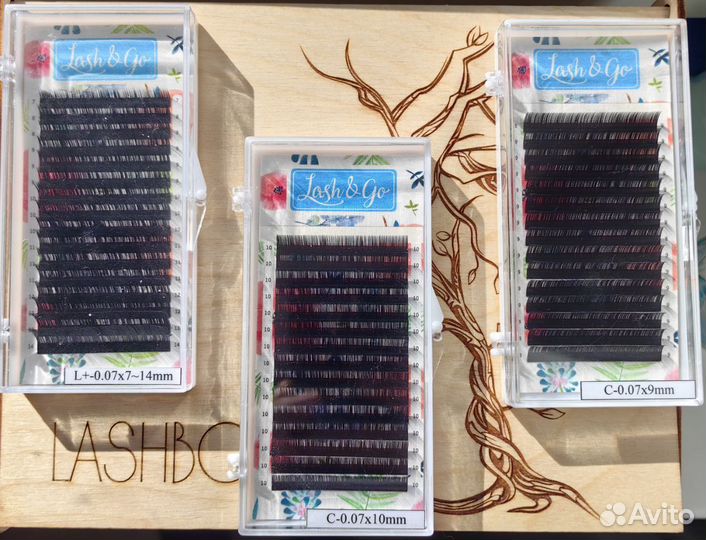 Lash & Go
L+-0.07x7~14mm
Lash & Go
C-0.07x10mm
Lash & Go
C-0.07x9mm
LASHBO
Avito